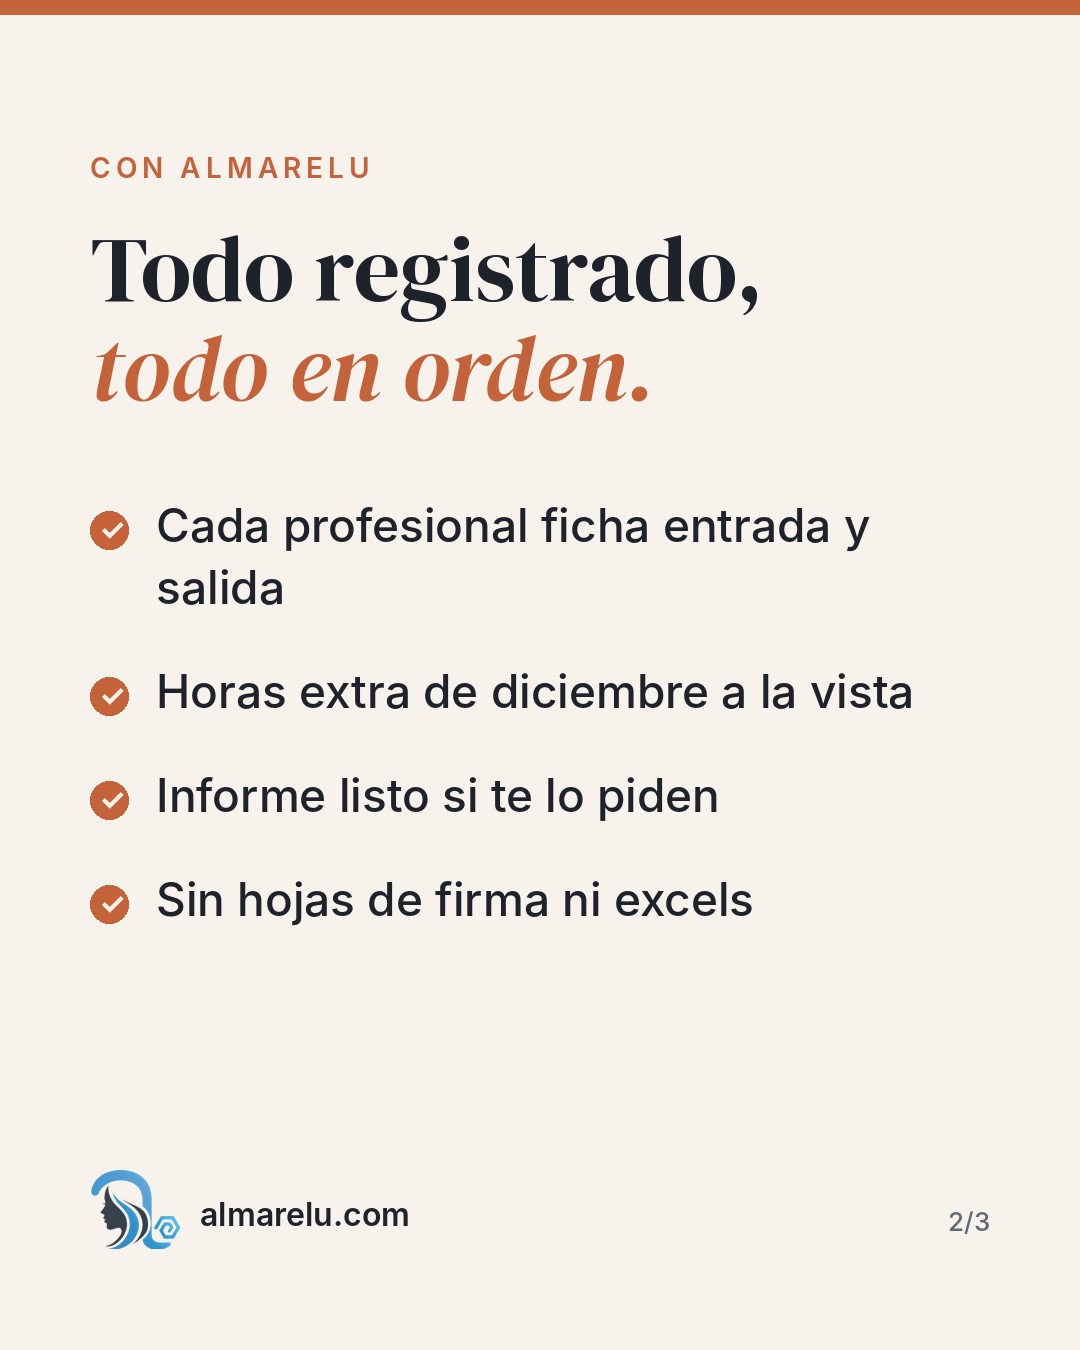 CON ALMARELU
Todo registrado,
todo en orden.
Cada profesional ficha entrada y
salida
Horas extra de diciembre a la vista
Informe listo si te lo piden
Sin hojas de firma ni excels
almarelu.com
2/3